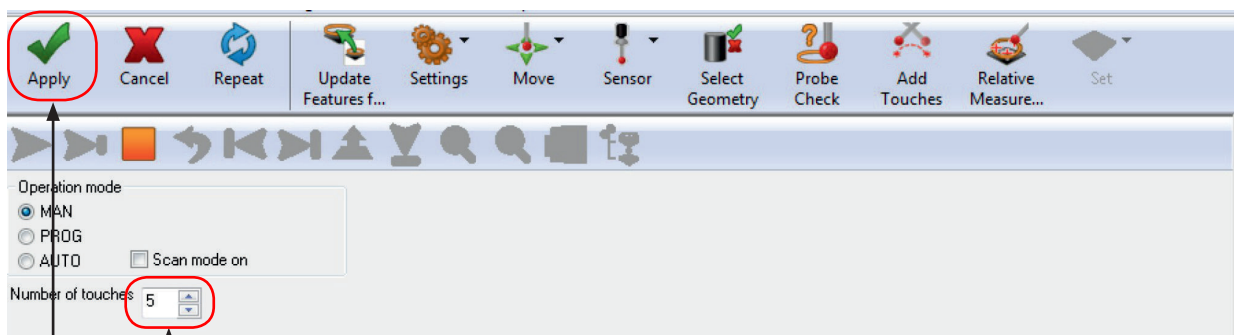 Apply Cancel Repeat Update Features f... Settings Move Sensor Select Geometry Probe Check Add Touches Relative Measure... Set
Operation mode
MAN
PROG
AUTO Scan mode on
Number of touches 5